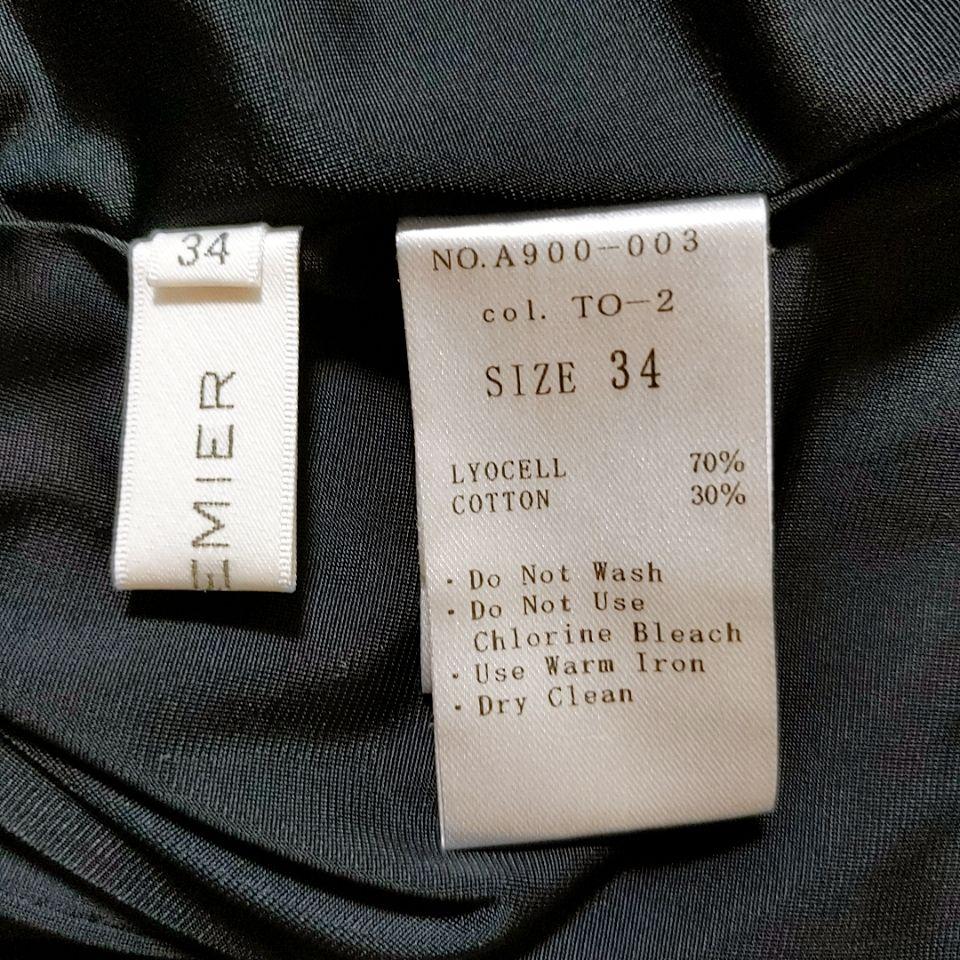 34
EMIER
NO.A900-003
col. TO-2
SIZE 34
LYOCELL 70%
COTTON 30%
· Do Not Wash
· Do Not Use
Chlorine Bleach
· Use Warm Iron
· Dry Clean